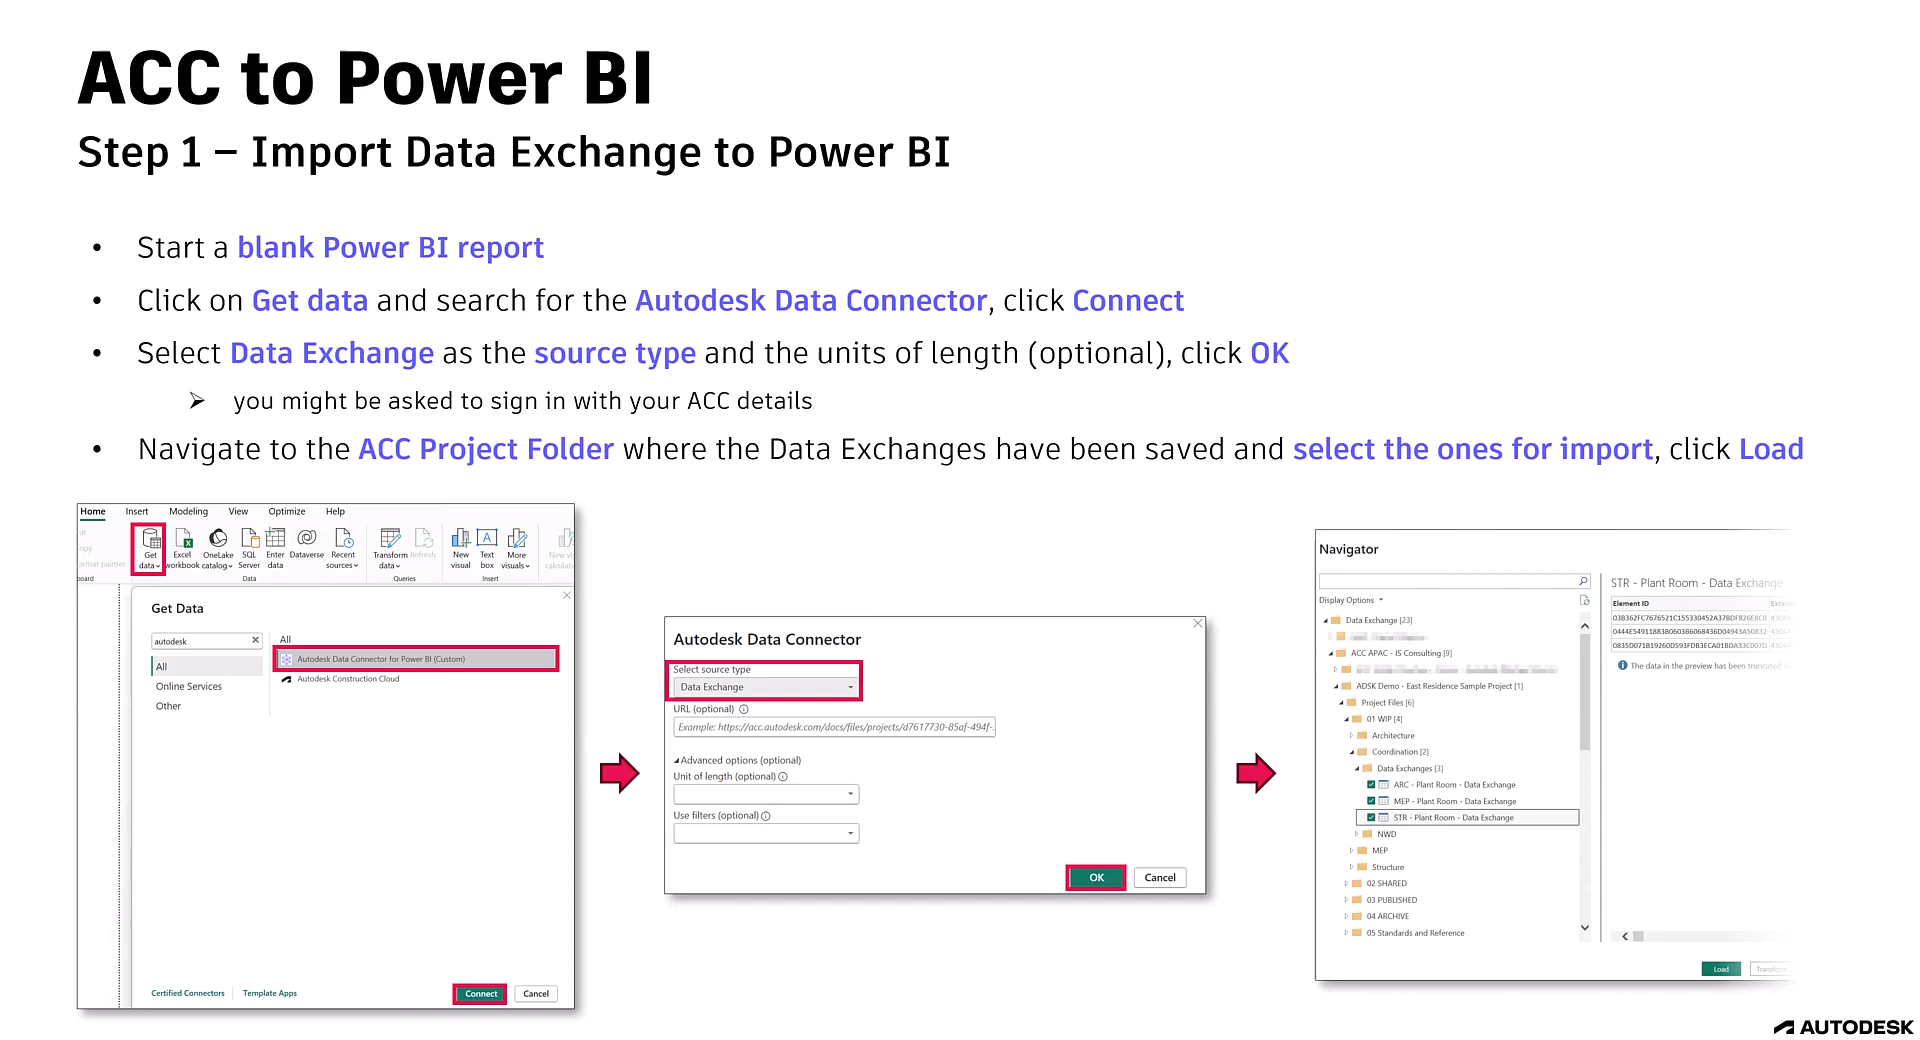 ACC to Power BI
Step 1 – Import Data Exchange to Power BI
• Start a blank Power BI report
• Click on Get data and search for the Autodesk Data Connector, click Connect
• Select Data Exchange as the source type and the units of length (optional), click OK
➤ you might be asked to sign in with your ACC details
• Navigate to the ACC Project Folder where the Data Exchanges have been saved and select the ones for import, click Load
Home Insert Modeling View Optimize Help
ut
opy
ormat painter
board
Get data
Excel workbook
OneLake catalog
SQL Server
Enter data
Dataverse
Recent sources
Data
Transform data
Refresh
Queries
New visual
Text box
More visuals
Insert
New vi
calculati
Get Data
autodesk
All
Online Services
Other
All
Autodesk Data Connector for Power BI (Custom)
Autodesk Construction Cloud
Certified Connectors
Template Apps
Connect
Cancel
Autodesk Data Connector
Select source type
Data Exchange
URL (optional)
Example: https://acc.autodesk.com/docs/files/projects/d7617730-85af-494f-.
Advanced options (optional)
Unit of length (optional)
Use filters (optional)
OK
Cancel
Navigator
Display Options
Data Exchange [23]
ACC APAC - IS Consulting [9]
ADSK Demo - East Residence Sample Project [1]
Project Files [6]
01 WIP [4]
Architecture
Coordination [2]
Data Exchanges [3]
ARC - Plant Room - Data Exchange
MEP - Plant Room - Data Exchange
STR - Plant Room - Data Exchange
NWD
MEP
Structure
02 SHARED
03 PUBLISHED
04 ARCHIVE
05 Standards and Reference
STR - Plant Room - Data Exchange
Element ID
The data in the preview has been truncated
Load
Transform
AUTODESK